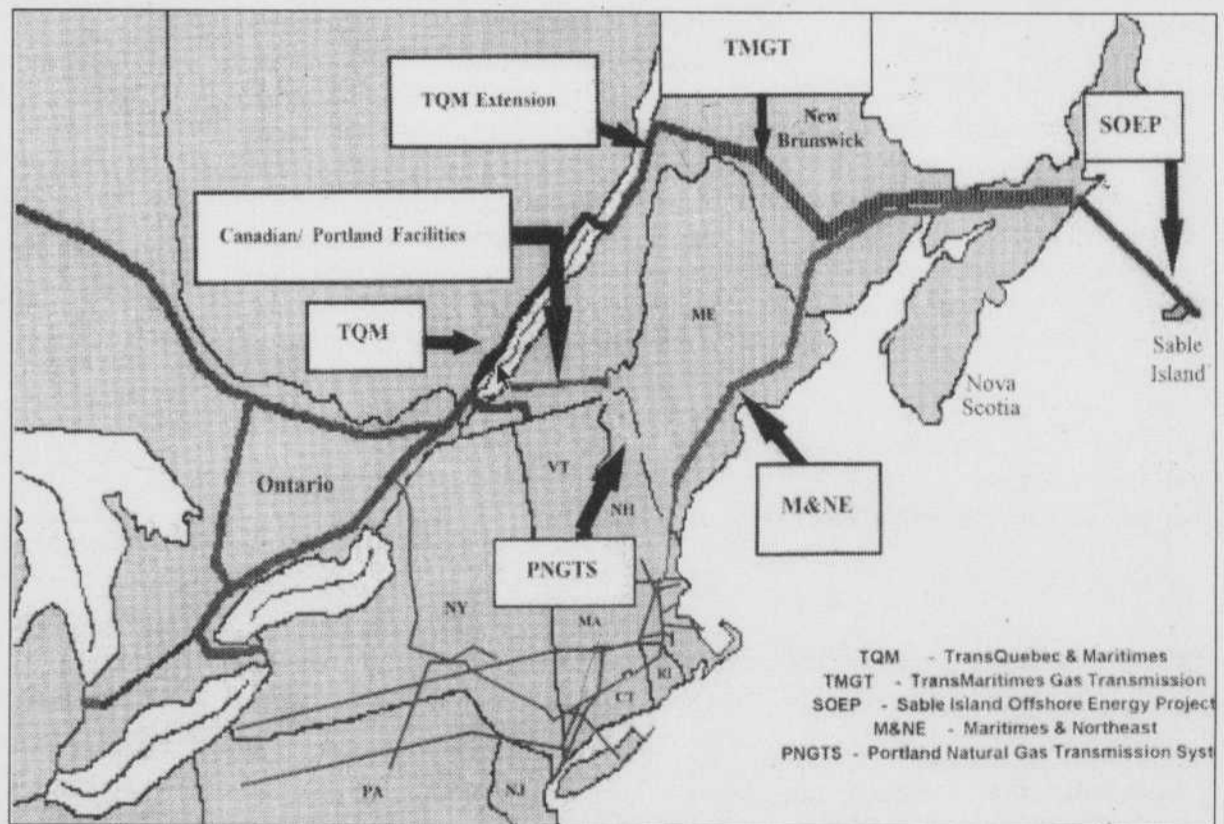 TMGT
TQM Extension
New
Brunswick
SOEP
Canadian/ Portland Facilities
TQM
ME
Sable
Island
Nova
Scotia
Ontario
VT
NH
M&NE
PNGTS
NY
MA
RI
CT
PA
NJ
TQM - TransQuebec & Maritimes
TMGT - TransMaritimes Gas Transmission
SOEP - Sable Island Offshore Energy Project
M&NE - Maritimes & Northeast
PNGTS - Portland Natural Gas Transmission Syst